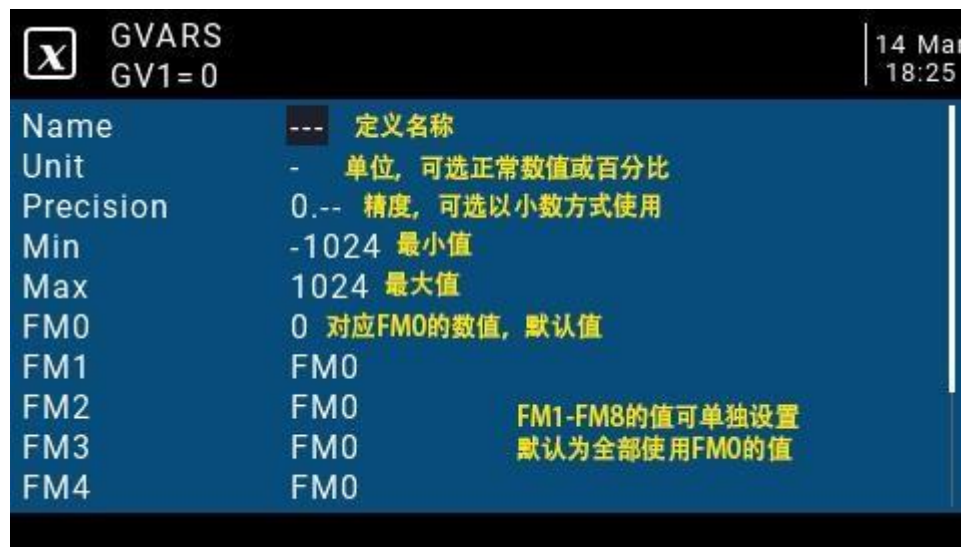 x GVARS
GV1=0
14 Mar
18:25
Name --- 定义名称
Unit - 单位, 可选正常数值或百分比
Precision 0.-- 精度, 可选以小数方式使用
Min -1024 最小值
Max 1024 最大值
FM0 0 对应FM0的数值, 默认值
FM1 FM0
FM2 FM0 FM1-FM8的值可单独设置
FM3 FM0 默认为全部使用FM0的值
FM4 FM0